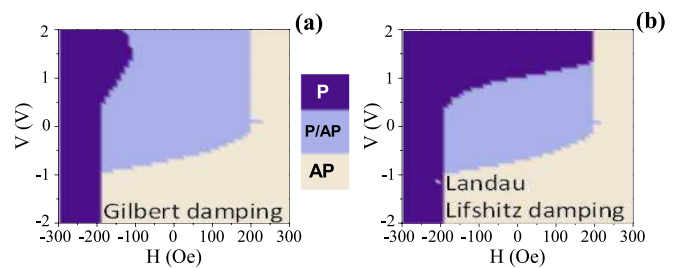 (a)
2
1
0
-1
-2
V (V)
Gilbert damping
-300 -200 -100 0 100 200 300
H (Oe)
P
P/AP
AP
(b)
2
1
0
-1
-2
V (V)
Landau
Lifshitz damping
-300 -200 -100 0 100 200 300
H (Oe)